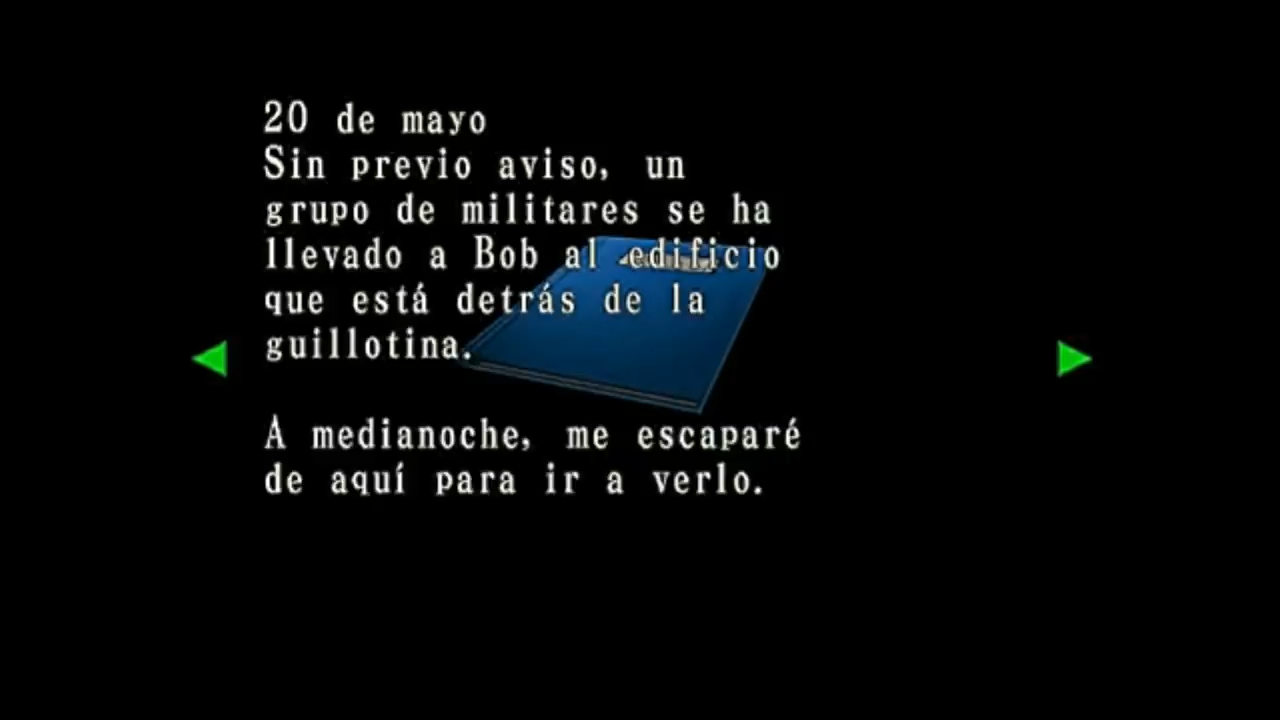 20 de mayo
Sin previo aviso, un
grupo de militares se ha
llevado a Bob al edificio
que está detrás de la
guillotina.
A medianoche, me escaparé
de aquí para ir a verlo.